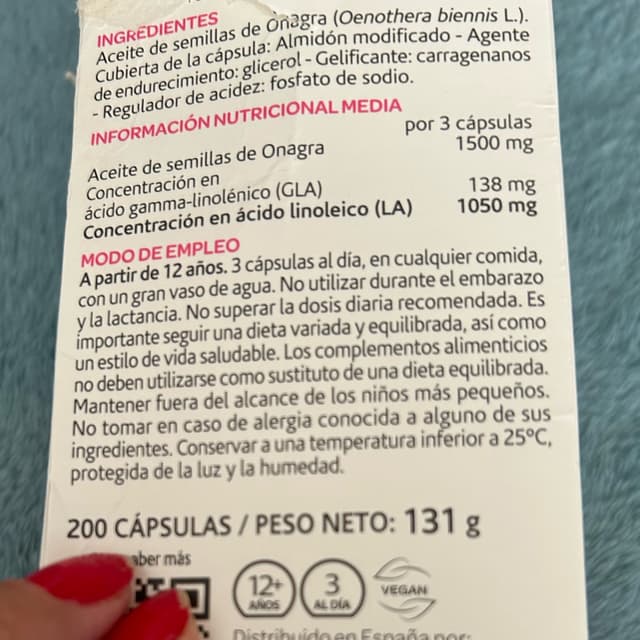 INGREDIENTES
Aceite de semillas de Onagra (Oenothera biennis L.).
Cubierta de la cápsula: Almidón modificado - Agente
de endurecimiento: glicerol - Gelificante: carragenanos
- Regulador de acidez: fosfato de sodio.
INFORMACIÓN NUTRICIONAL MEDIA
por 3 cápsulas
Aceite de semillas de Onagra 1500 mg
Concentración en
ácido gamma-linolénico (GLA) 138 mg
Concentración en ácido linoleico (LA) 1050 mg
MODO DE EMPLEO
A partir de 12 años. 3 cápsulas al día, en cualquier comida,
con un gran vaso de agua. No utilizar durante el embarazo
y la lactancia. No superar la dosis diaria recomendada. Es
importante seguir una dieta variada y equilibrada, así como
un estilo de vida saludable. Los complementos alimenticios
no deben utilizarse como sustituto de una dieta equilibrada.
Mantener fuera del alcance de los niños más pequeños.
No tomar en caso de alergia conocida a alguno de sus
ingredientes. Conservar a una temperatura inferior a 25°C,
protegida de la luz y la humedad.
200 CÁPSULAS / PESO NETO: 131 g
más
12+
AÑOS
3
AL DÍA
VEGAN
Distribuido en España por: